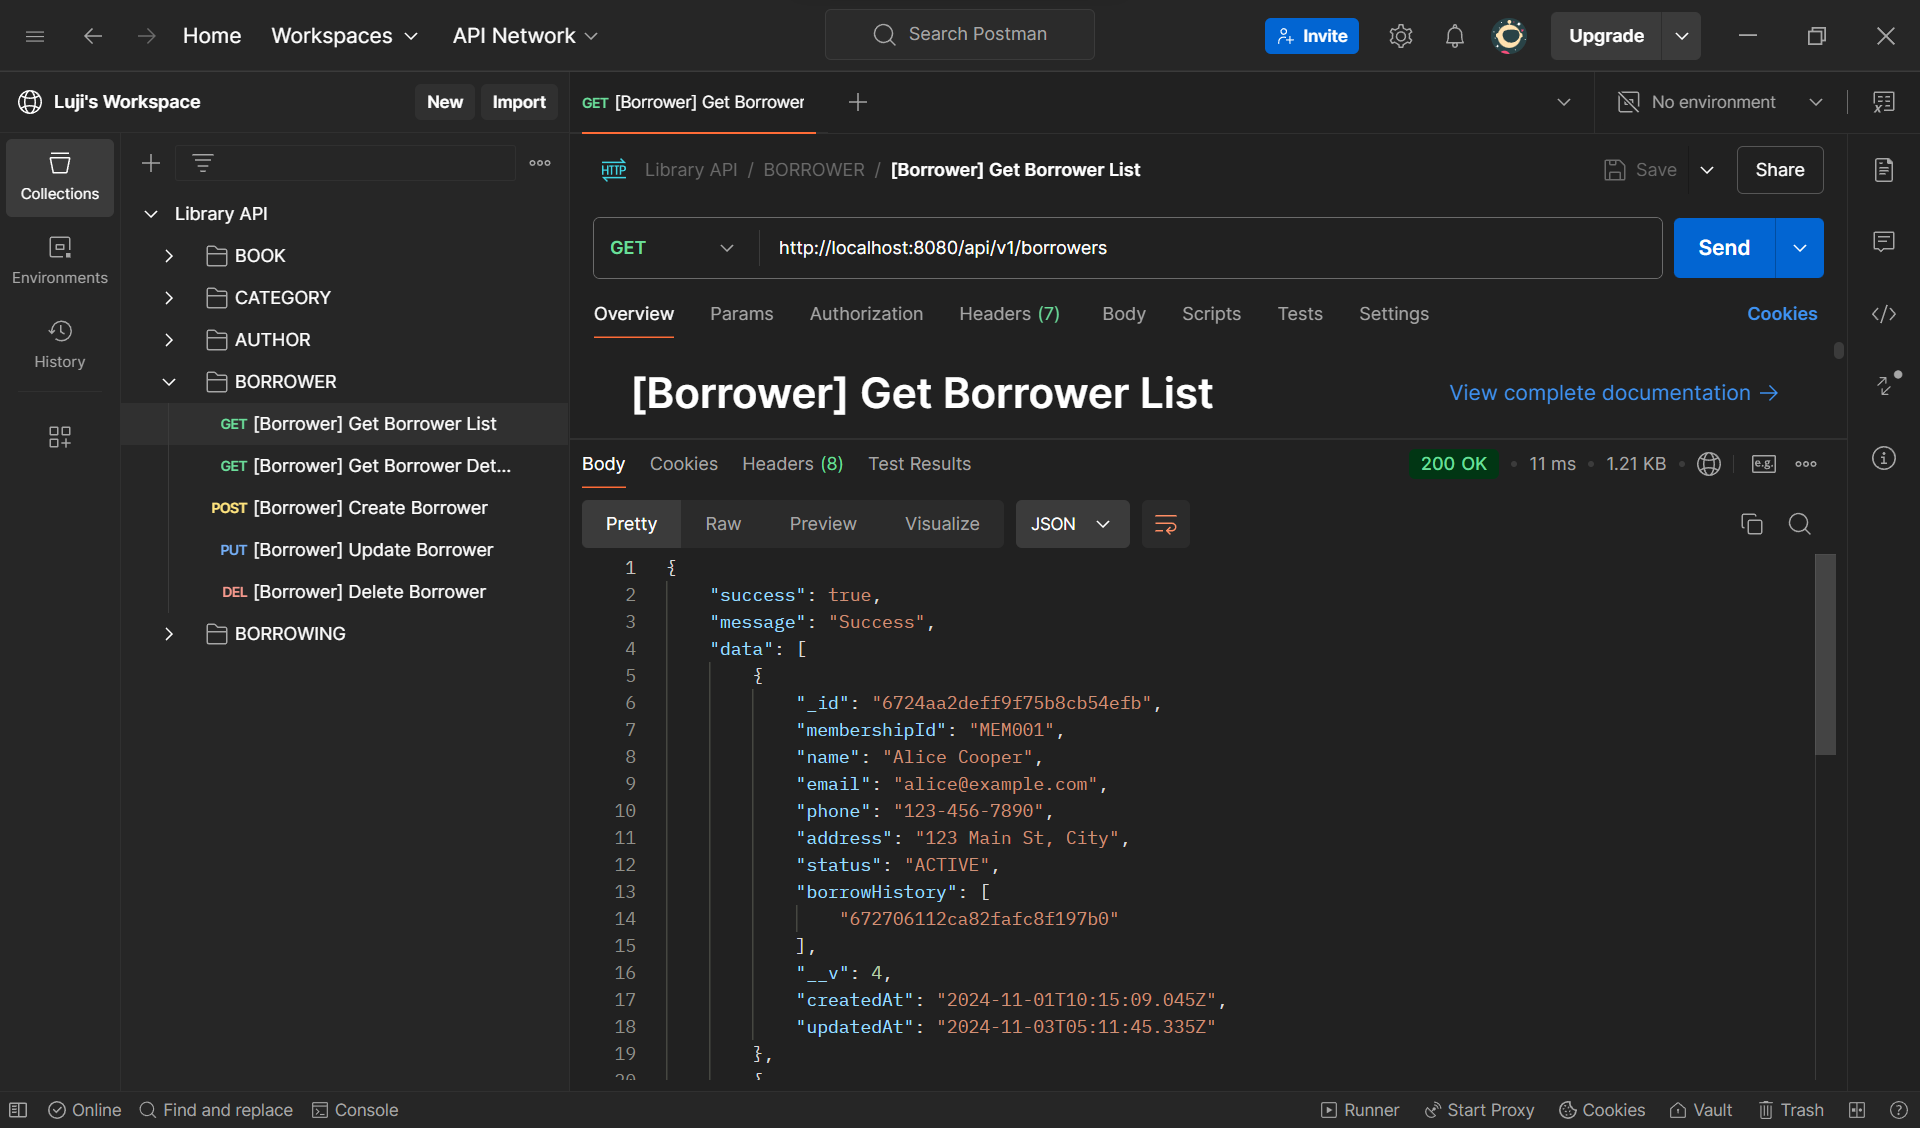 Home Workspaces API Network Search Postman Invite Upgrade
Luji's Workspace New Import GET [Borrower] Get Borrower No environment
Collections
Environments
History
Library API
BOOK
CATEGORY
AUTHOR
BORROWER
GET [Borrower] Get Borrower List
GET [Borrower] Get Borrower Det...
POST [Borrower] Create Borrower
PUT [Borrower] Update Borrower
DEL [Borrower] Delete Borrower
BORROWING
HTTP Library API / BORROWER / [Borrower] Get Borrower List Save Share
GET http://localhost:8080/api/v1/borrowers Send
Overview Params Authorization Headers (7) Body Scripts Tests Settings Cookies
[Borrower] Get Borrower List View complete documentation →
Body Cookies Headers (8) Test Results 200 OK • 11 ms • 1.21 KB • e.g.
Pretty Raw Preview Visualize JSON
1 {
2 "success": true,
3 "message": "Success",
4 "data": [
5 {
6 "_id": "6724aa2deff9f75b8cb54efb",
7 "membershipId": "MEM001",
8 "name": "Alice Cooper",
9 "email": "alice@example.com",
10 "phone": "123-456-7890",
11 "address": "123 Main St, City",
12 "status": "ACTIVE",
13 "borrowHistory": [
14 "672706112ca82fafc8f197b0"
15 ],
16 "__v": 4,
17 "createdAt": "2024-11-01T10:15:09.045Z",
18 "updatedAt": "2024-11-03T05:11:45.335Z"
19 },
20 {
Online Find and replace Console Runner Start Proxy Cookies Vault Trash